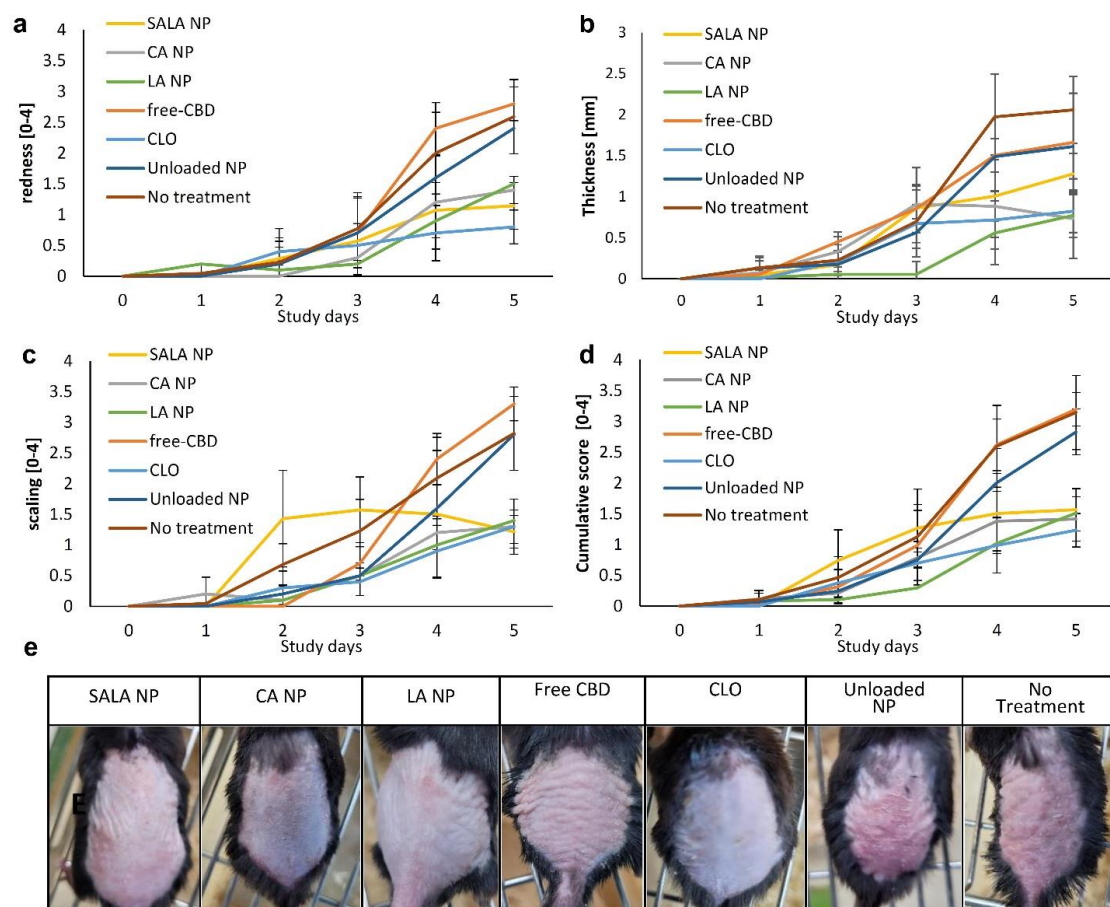 a
redness [0-4]
4
3.5
3
2.5
2
1.5
1
0.5
0
SALA NP
CA NP
LA NP
free-CBD
CLO
Unloaded NP
No treatment
0 1 2 3 4 5
Study days
b
Thickness [mm]
3
2.5
2
1.5
1
0.5
0
SALA NP
CA NP
LA NP
free-CBD
CLO
Unloaded NP
No treatment
0 1 2 3 4 5
Study days
c
scaling [0-4]
4
3.5
3
2.5
2
1.5
1
0.5
0
SALA NP
CA NP
LA NP
free-CBD
CLO
Unloaded NP
No treatment
0 1 2 3 4 5
Study days
d
Cumulative score [0-4]
4
3.5
3
2.5
2
1.5
1
0.5
0
SALA NP
CA NP
LA NP
free-CBD
CLO
Unloaded NP
No treatment
0 1 2 3 4 5
Study days
e
SALA NP
CA NP
LA NP
Free CBD
CLO
Unloaded
NP
No
Treatment
E